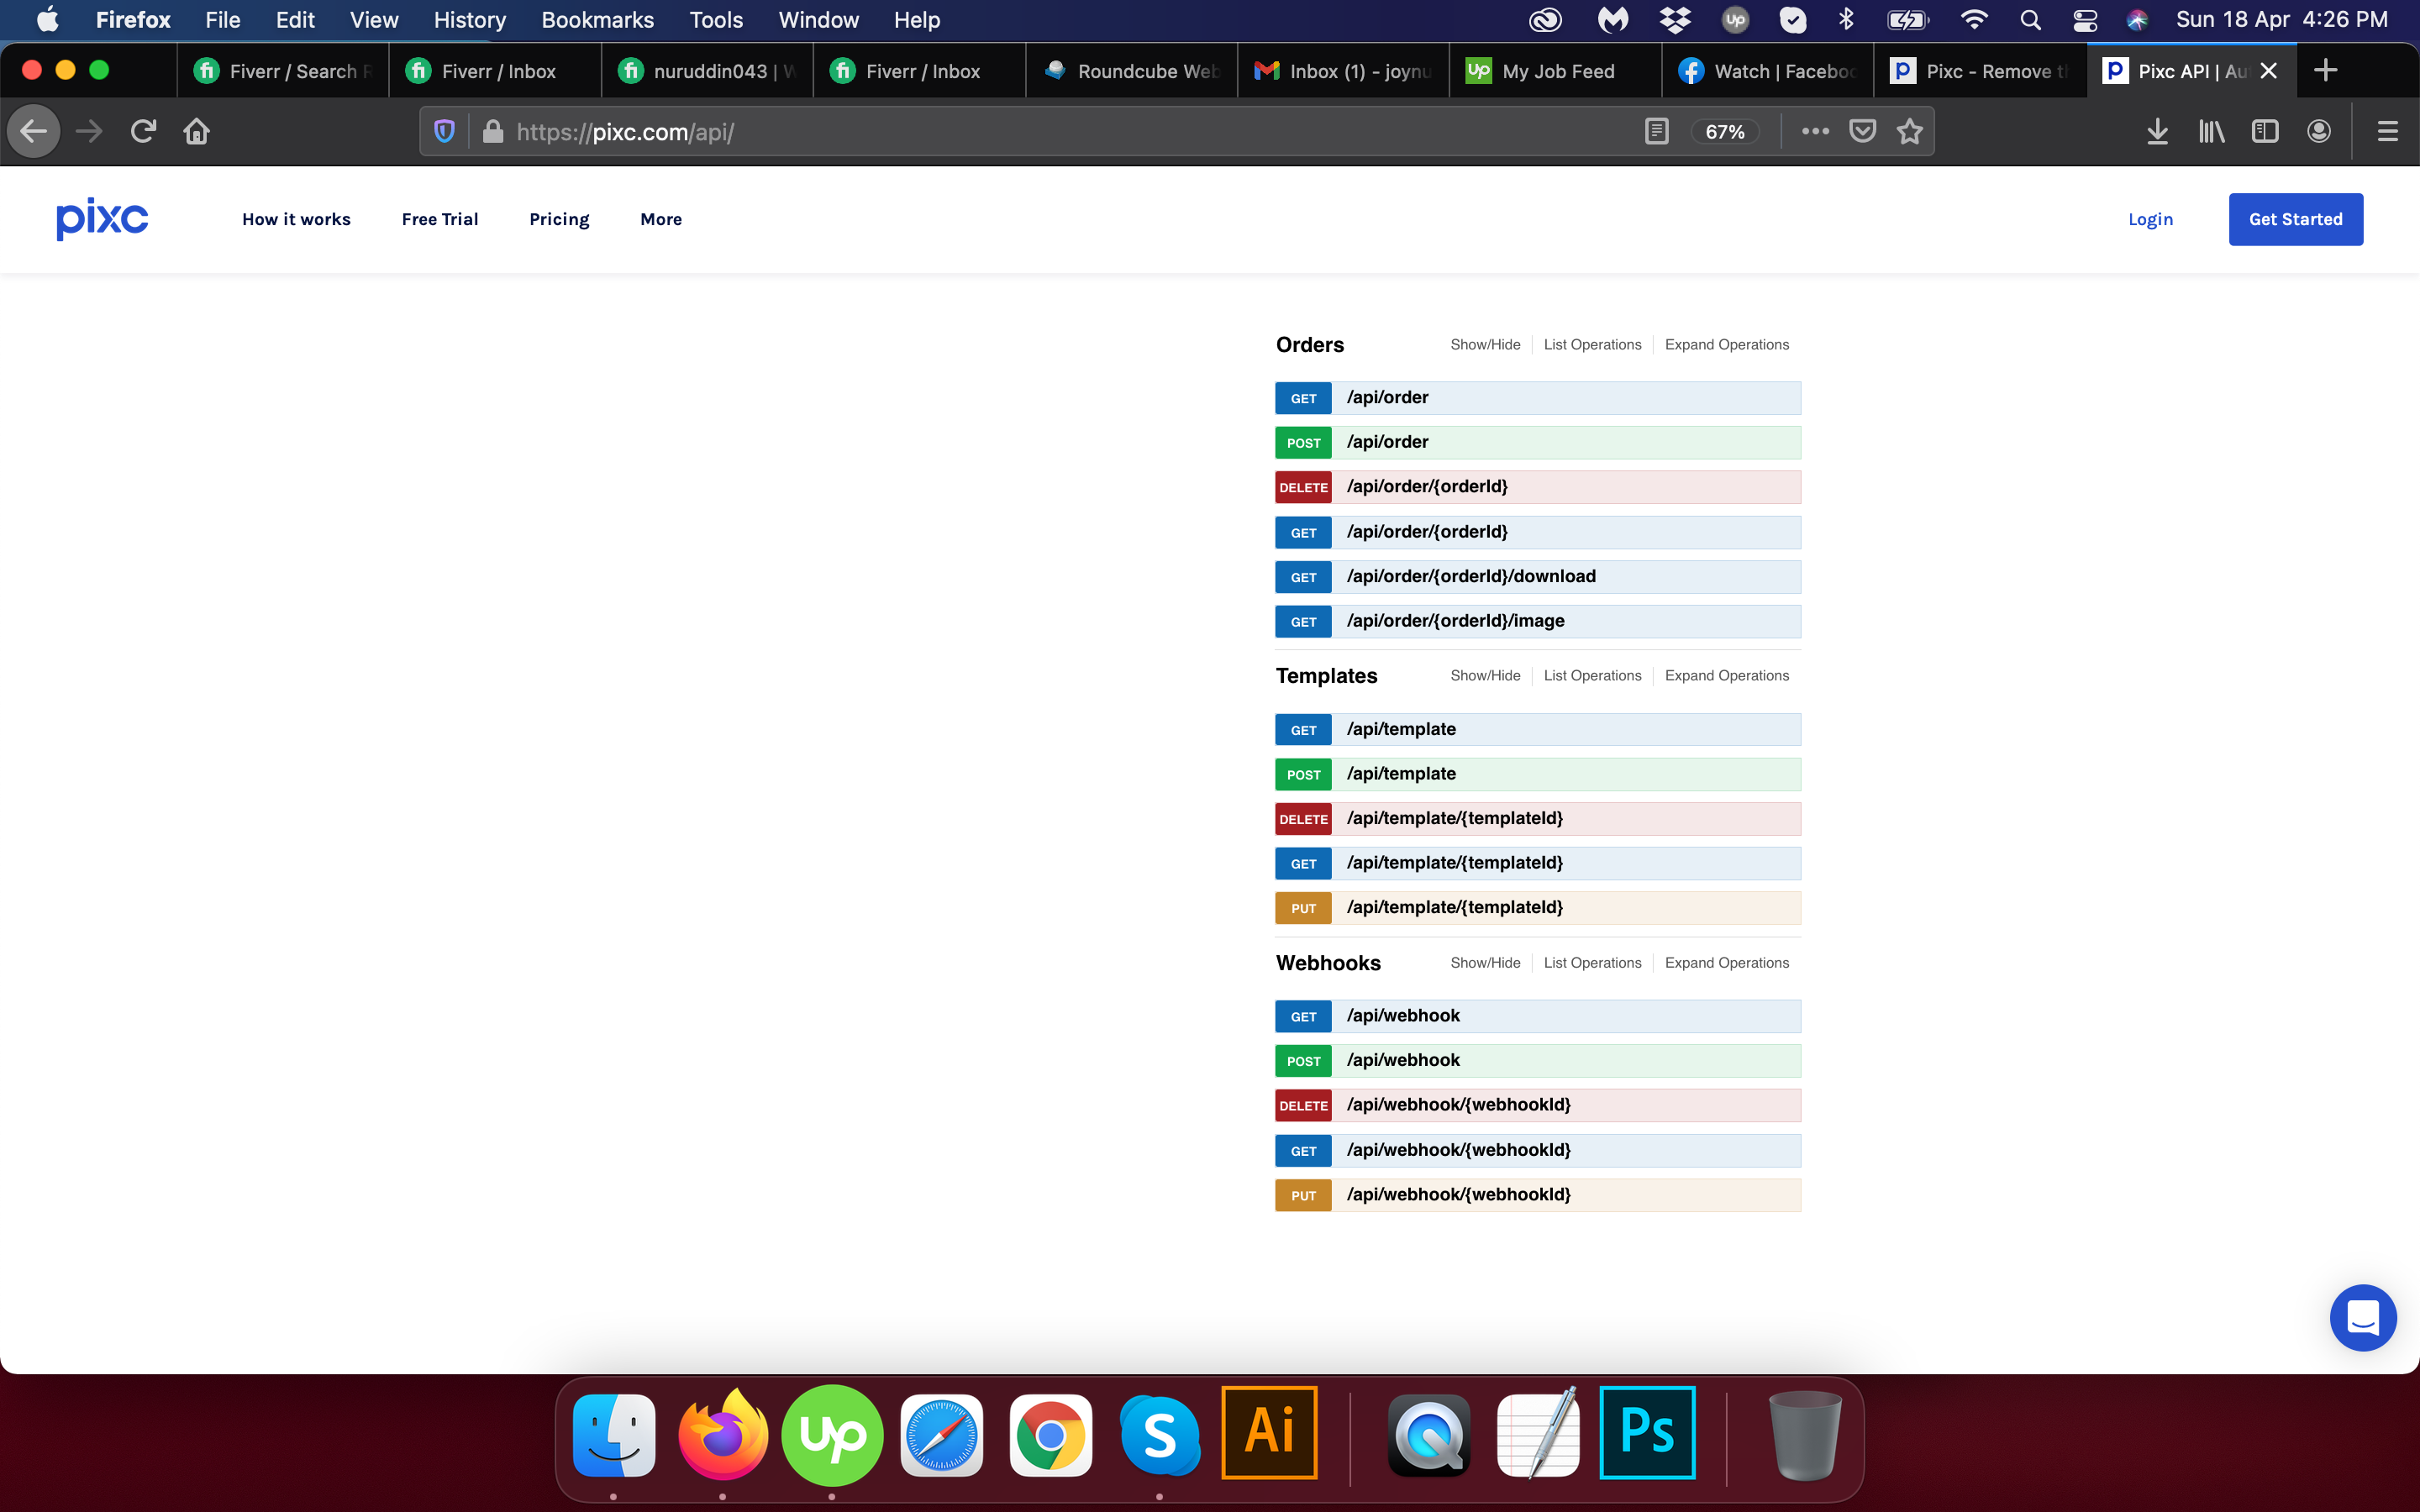 Firefox File Edit View History Bookmarks Tools Window Help Sun 18 Apr 4:26 PM
Fiverr / Search Fiverr / Inbox nuruddin043 | Fiverr / Inbox Roundcube Web Inbox (1) - joynu My Job Feed Watch | Faceboo Pixc - Remove Pixc API | Au
https://pixc.com/api/ 67%
pixc How it works Free Trial Pricing More Login Get Started
Orders Show/Hide List Operations Expand Operations
GET /api/order
POST /api/order
DELETE /api/order/{orderId}
GET /api/order/{orderId}
GET /api/order/{orderId}/download
GET /api/order/{orderId}/image
Templates Show/Hide List Operations Expand Operations
GET /api/template
POST /api/template
DELETE /api/template/{templateId}
GET /api/template/{templateId}
PUT /api/template/{templateId}
Webhooks Show/Hide List Operations Expand Operations
GET /api/webhook
POST /api/webhook
DELETE /api/webhook/{webhookId}
GET /api/webhook/{webhookId}
PUT /api/webhook/{webhookId}
up S Ai Ps